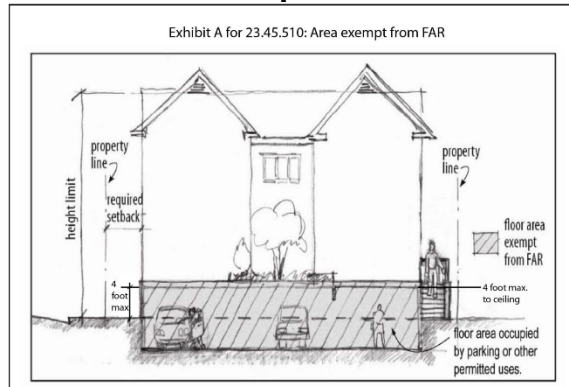 Exhibit A for 23.45.510: Area exempt from FAR
height limit
property
line
required
setback
property
line
floor area
exempt
from FAR
4
foot
max
4 foot max.
to ceiling
floor area occupied
by parking or other
permitted uses.